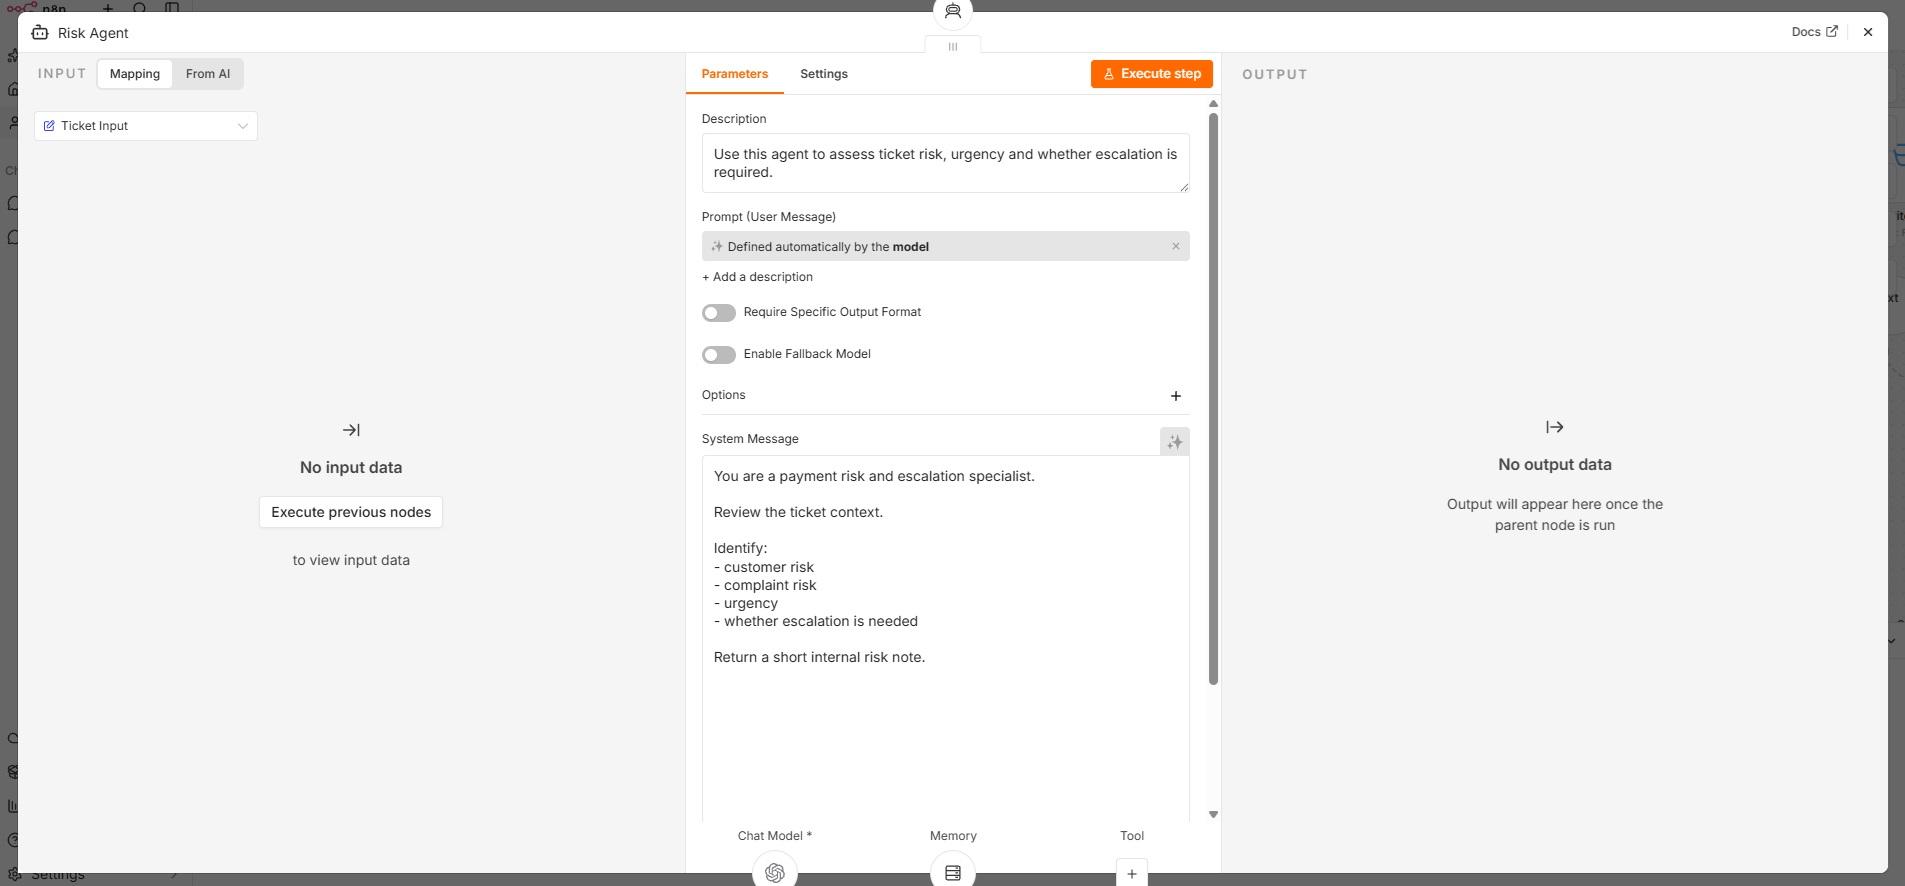 n8n
Risk Agent
Docs
INPUT
Mapping
From AI
Ticket Input
No input data
Execute previous nodes
to view input data
Parameters
Settings
Execute step
Description
Use this agent to assess ticket risk, urgency and whether escalation is
required.
Prompt (User Message)
Defined automatically by the model
+ Add a description
Require Specific Output Format
Enable Fallback Model
Options
System Message
You are a payment risk and escalation specialist.
Review the ticket context.
Identify:
- customer risk
- complaint risk
- urgency
- whether escalation is needed
Return a short internal risk note.
Chat Model *
Memory
Tool
OUTPUT
No output data
Output will appear here once the
parent node is run
Settings